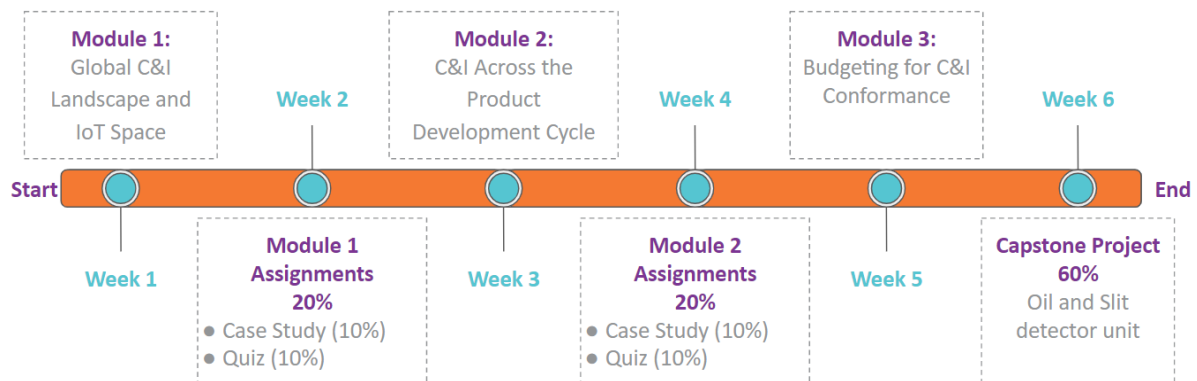 Module 1:
Global C&I
Landscape and
IoT Space
Week 2
Module 2:
C&I Across the
Product
Development Cycle
Week 4
Module 3:
Budgeting for C&I
Conformance
Week 6
Start
End
Week 1
Module 1
Assignments
20%
● Case Study (10%)
● Quiz (10%)
Week 3
Module 2
Assignments
20%
● Case Study (10%)
● Quiz (10%)
Week 5
Capstone Project
60%
Oil and Slit
detector unit